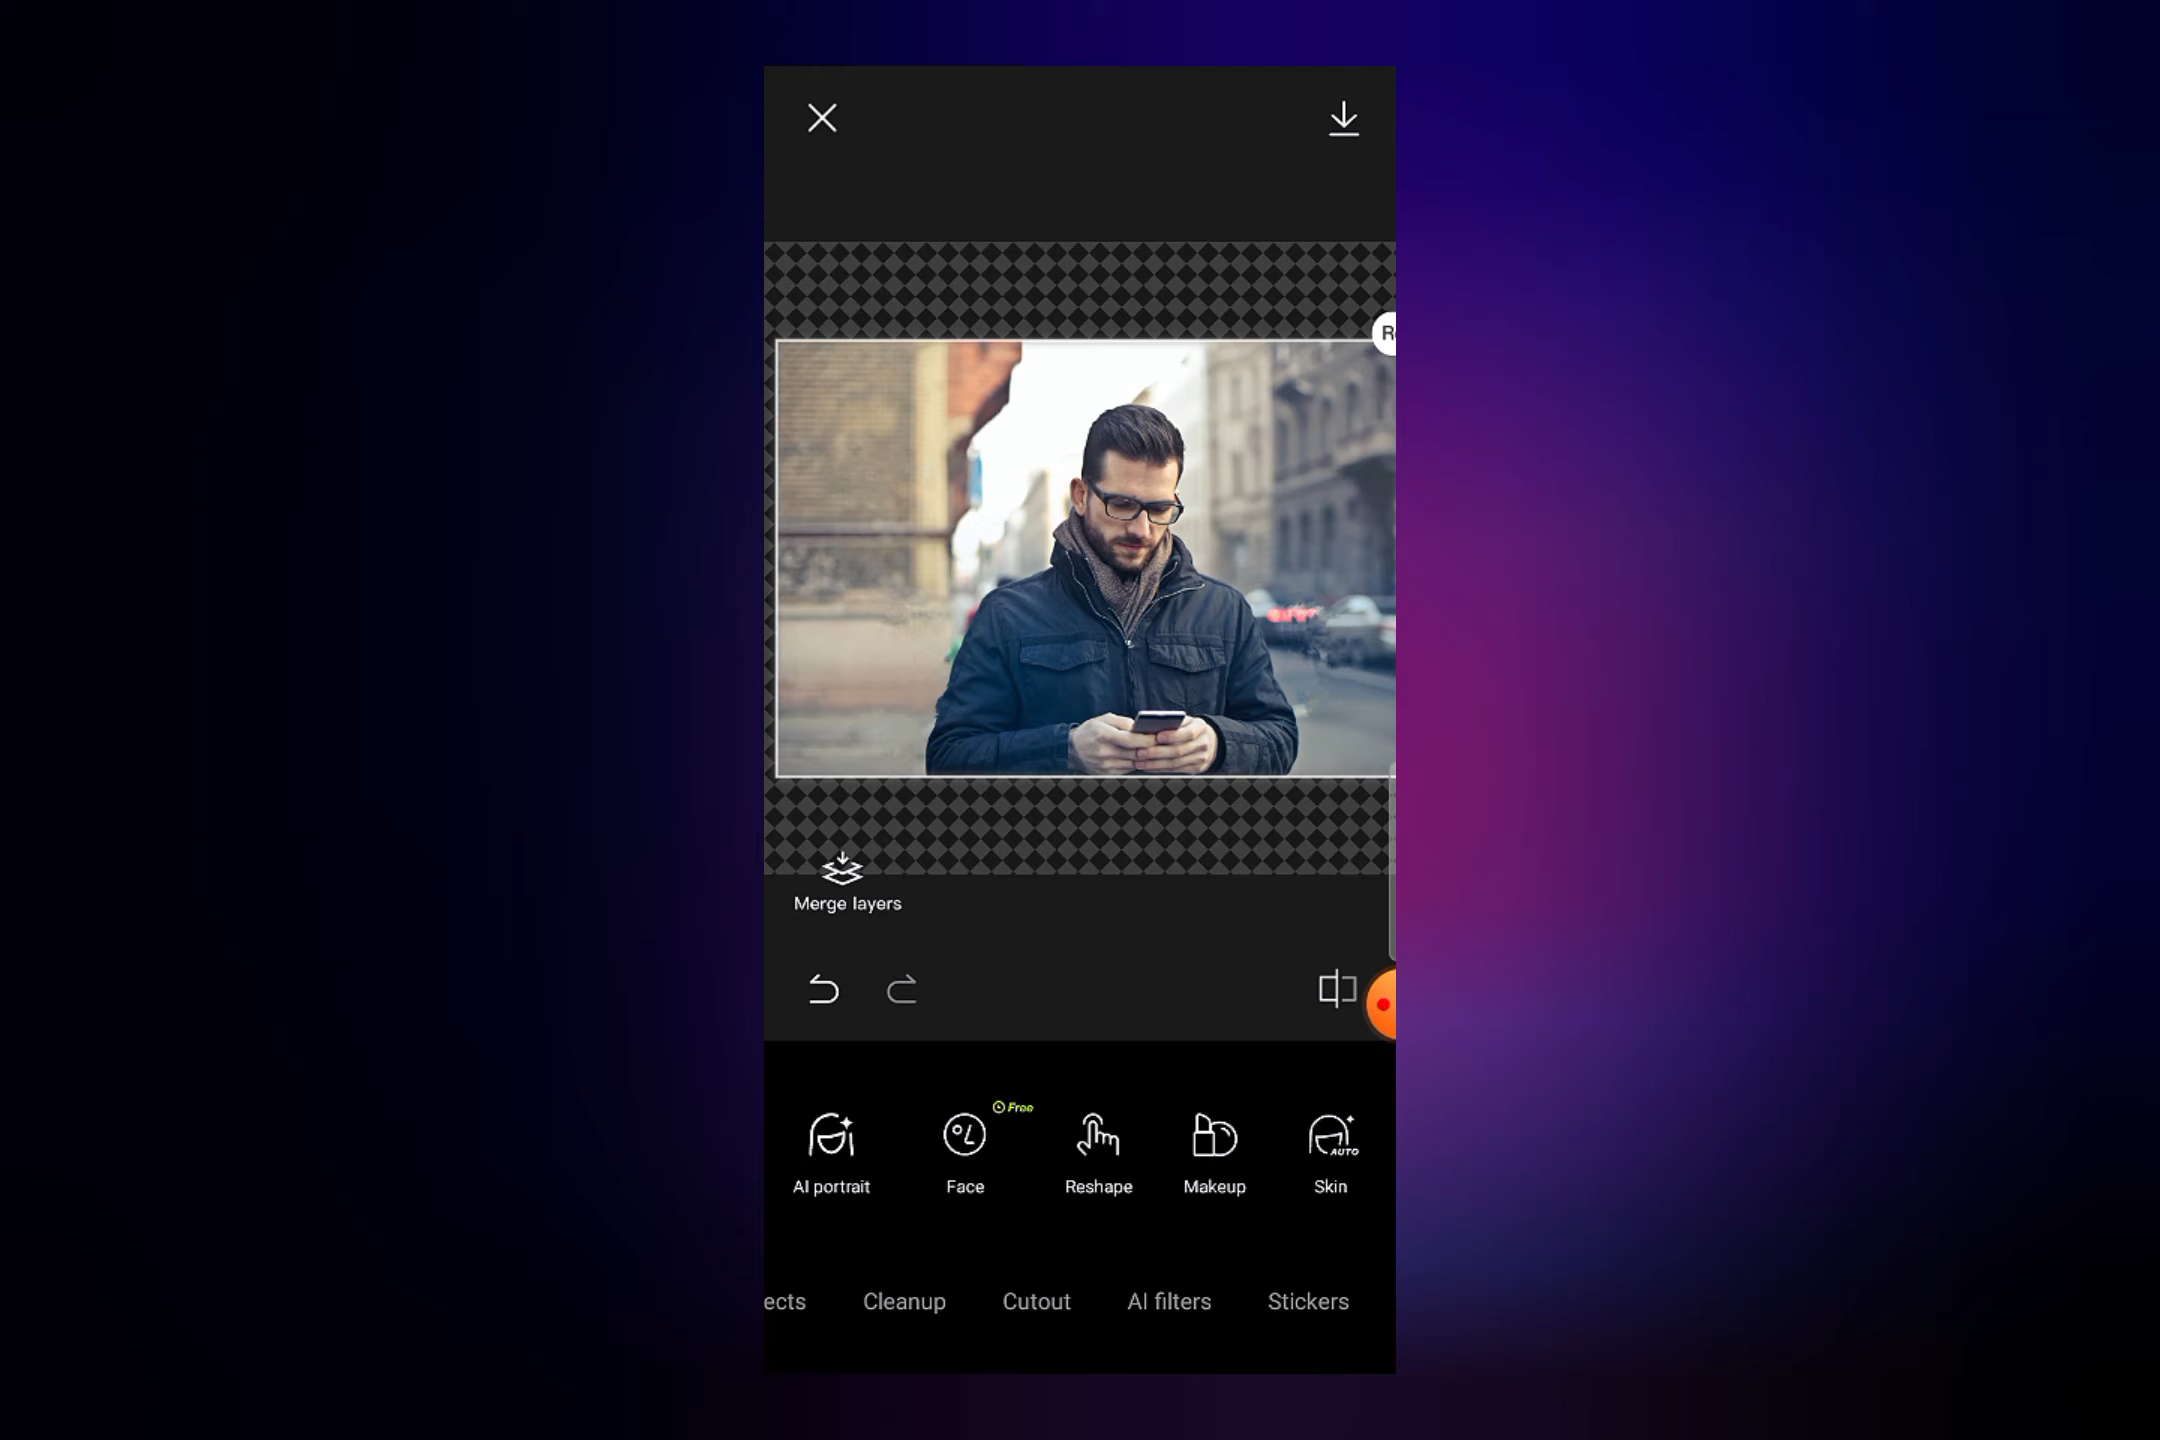 Merge layers
Free
AI portrait
Face
Reshape
Makeup
AUTO
Skin
ects
Cleanup
Cutout
AI filters
Stickers